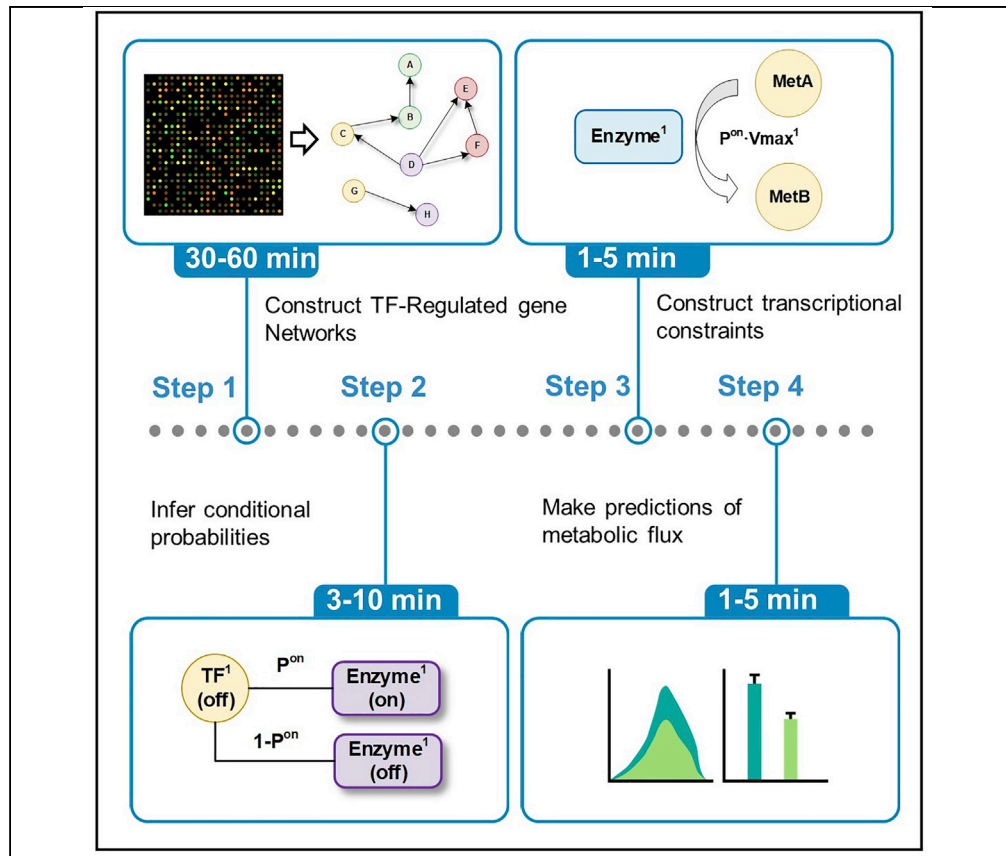 A
B
C
D
E
F
G
H
30-60 min
Construct TF-Regulated gene
Networks
Enzyme¹
MetA
Pᵒⁿ·Vmax¹
MetB
1-5 min
Construct transcriptional
constraints
Step 1
Step 2
Step 3
Step 4
Infer conditional
probabilities
3-10 min
TF¹
(off)
Pᵒⁿ
Enzyme¹
(on)
1-Pᵒⁿ
Enzyme¹
(off)
Make predictions of
metabolic flux
1-5 min